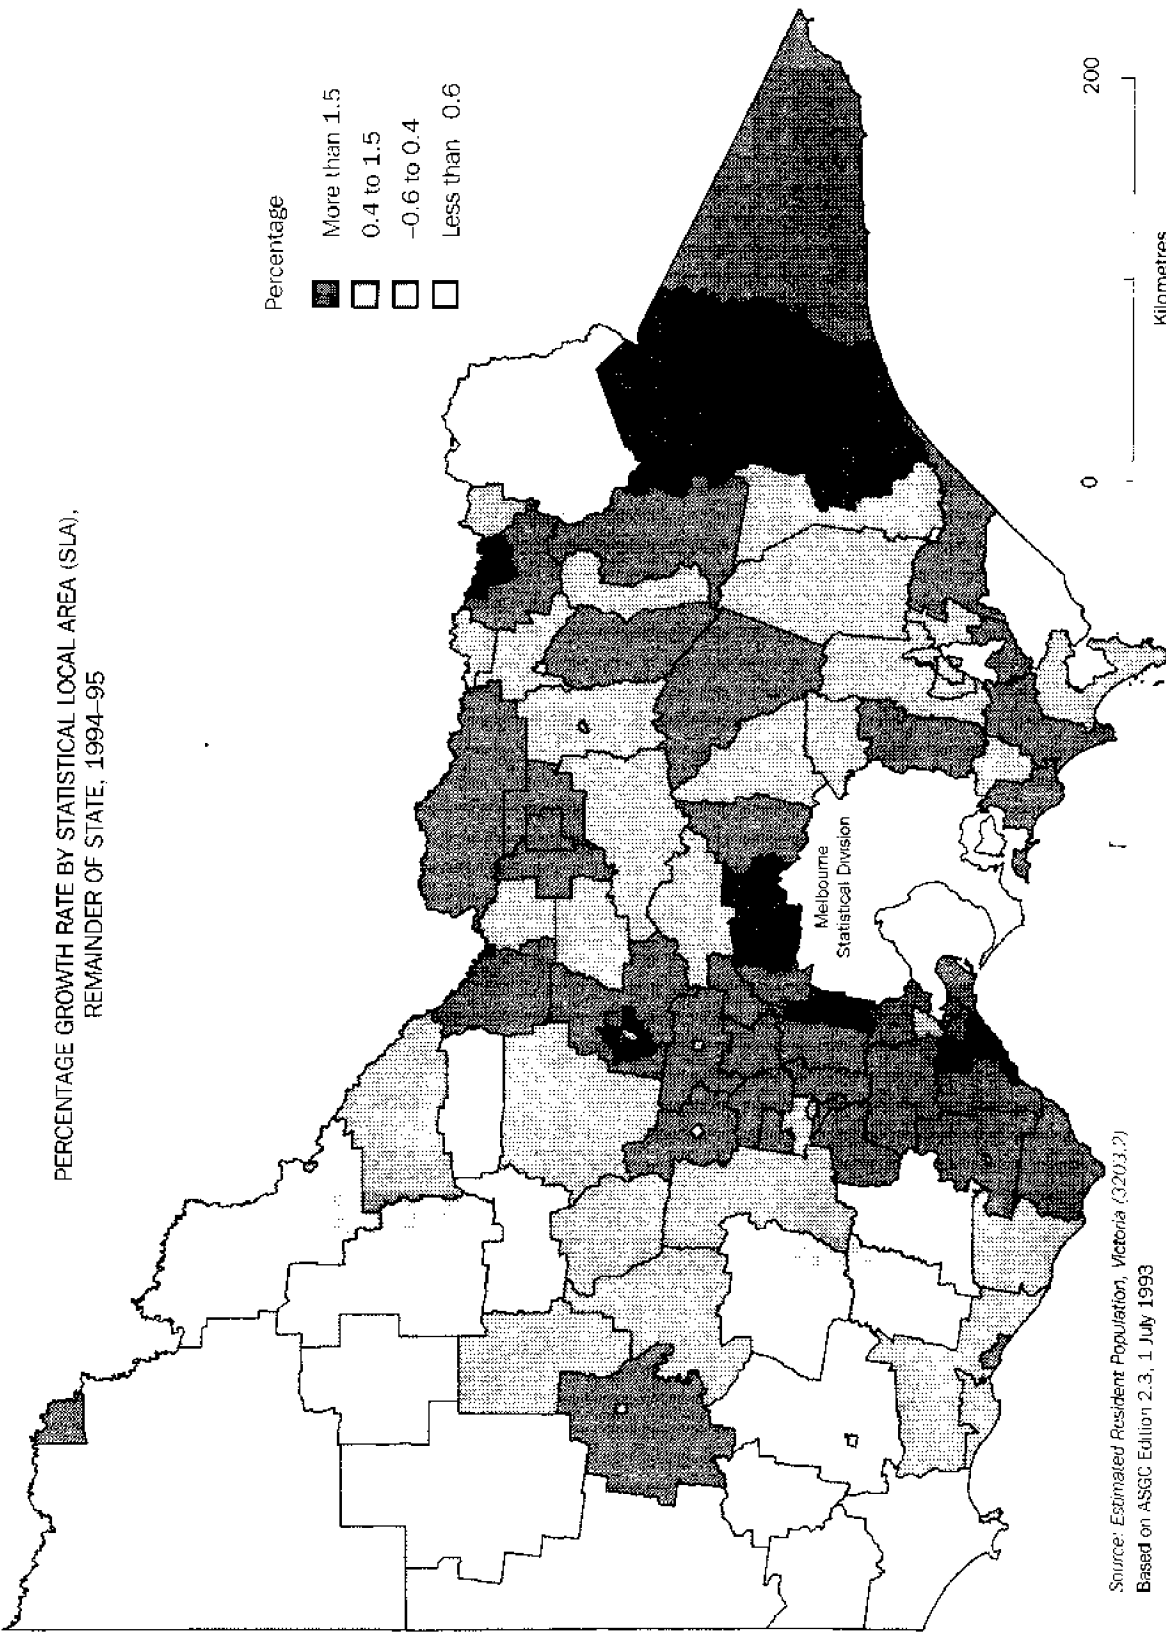 PERCENTAGE GROWTH RATE BY STATISTICAL LOCAL AREA (SLA),
REMAINDER OF STATE, 1994–95
Percentage
More than 1.5
0.4 to 1.5
–0.6 to 0.4
Less than 0.6
Melbourne
Statistical Division
0 200
Kilometres
Source: Estimated Resident Population, Victoria (3203.2)
Based on ASGC Edition 2.3, 1 July 1993